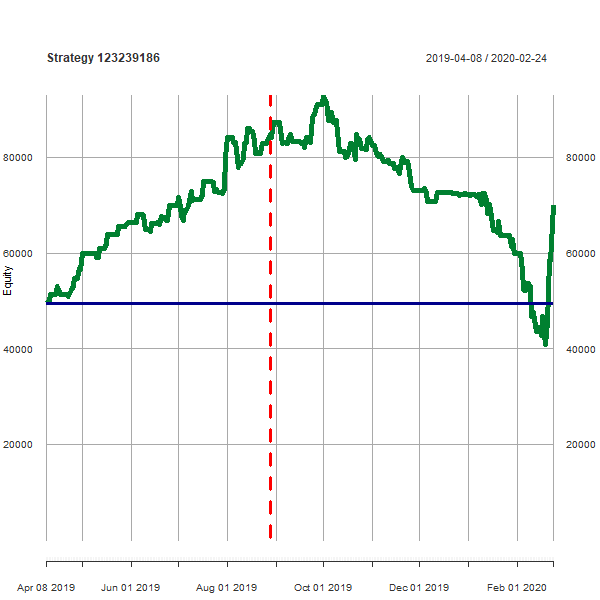 Strategy 123239186
2019-04-08 / 2020-02-24
80000
80000
60000
60000
Equity
40000
40000
20000
20000
Apr 08 2019
Jun 01 2019
Aug 01 2019
Oct 01 2019
Dec 01 2019
Feb 01 2020